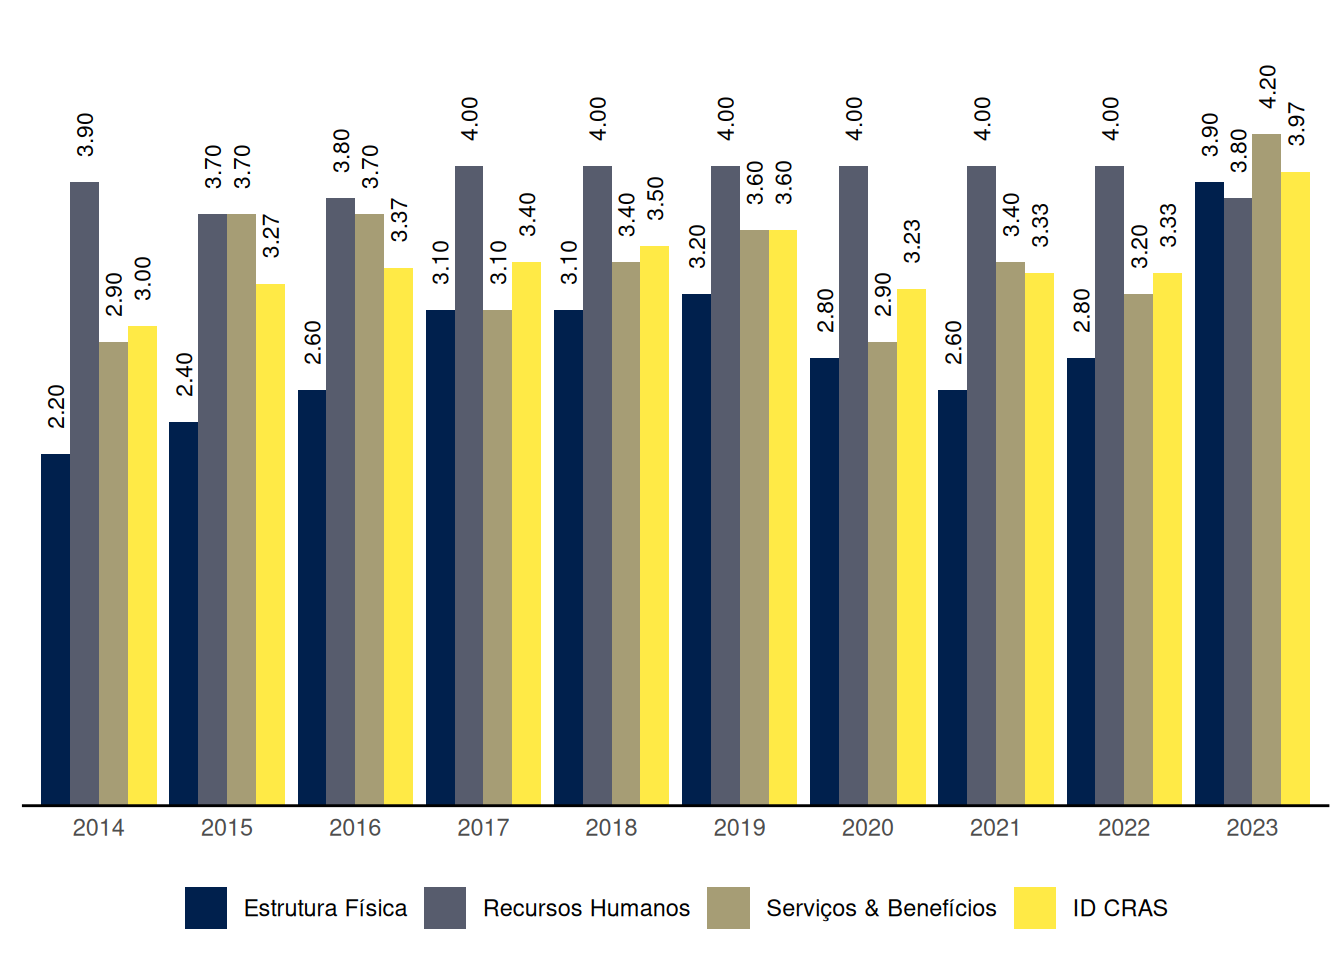 2.20 3.90 2.90 3.00
2.40 3.70 3.70 3.27
2.60 3.80 3.70 3.37
3.10 4.00 3.10 3.40
3.10 4.00 3.40 3.50
3.20 4.00 3.60 3.60
2.80 4.00 2.90 3.23
2.60 4.00 3.40 3.33
2.80 4.00 3.20 3.33
3.90 3.80 4.20 3.97
2014 2015 2016 2017 2018 2019 2020 2021 2022 2023
Estrutura Física Recursos Humanos Serviços & Benefícios ID CRAS